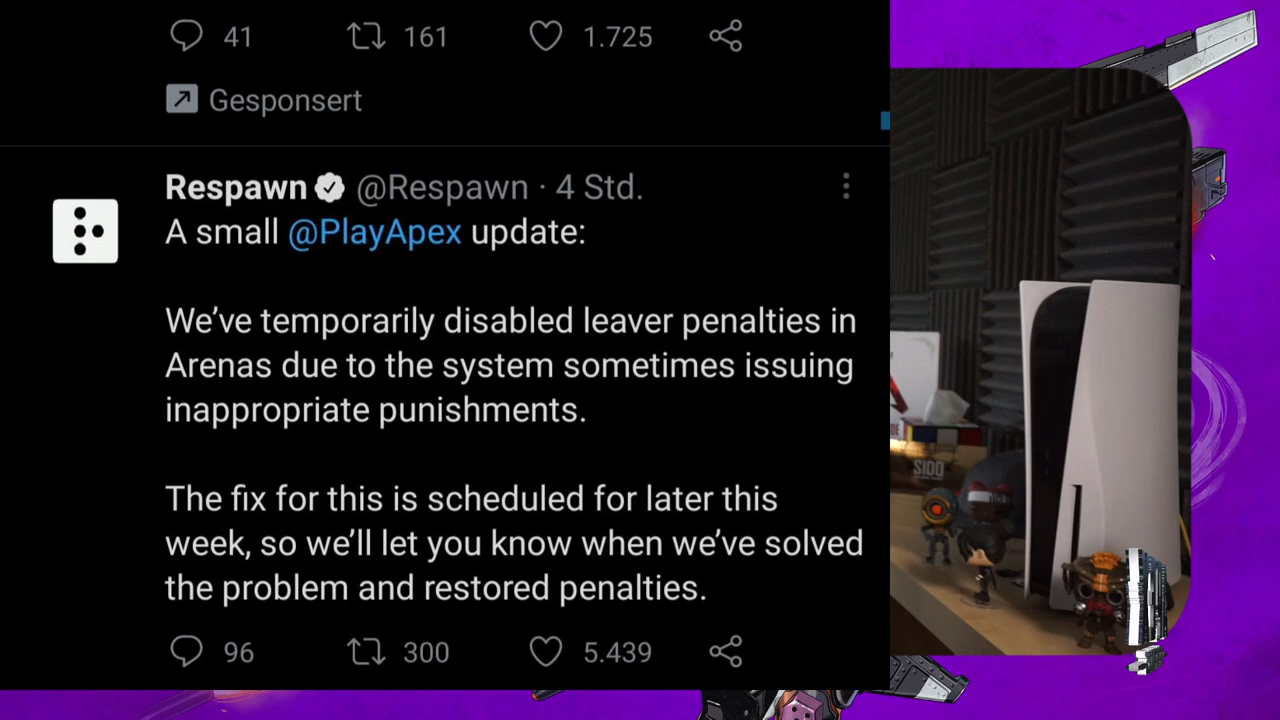 41 161 1.725
Gesponsert
Respawn @Respawn · 4 Std.
A small @PlayApex update:
We’ve temporarily disabled leaver penalties in
Arenas due to the system sometimes issuing
inappropriate punishments.
The fix for this is scheduled for later this
week, so we’ll let you know when we’ve solved
the problem and restored penalties.
96 300 5.439
SIDO